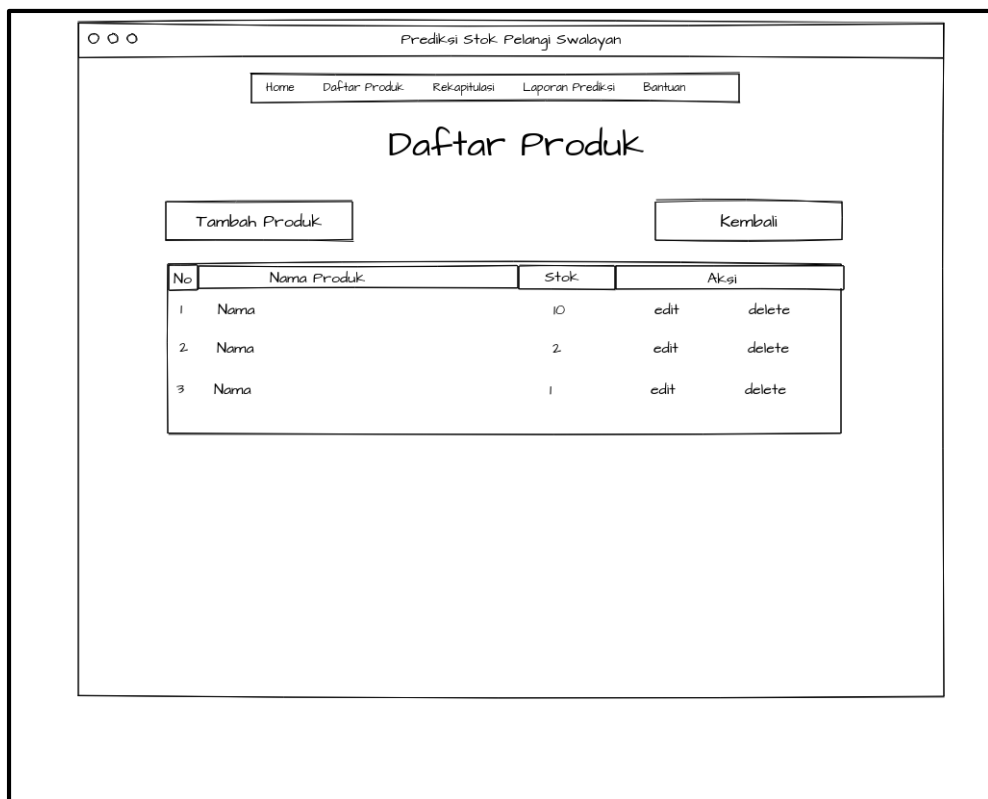 Prediksi Stok Pelangi Swalayan
Home Daftar Produk Rekapitulasi Laporan Prediksi Bantuan
Daftar Produk
Tambah Produk Kembali
No Nama Produk Stok Aksi
1 Nama 10 edit delete
2 Nama 2 edit delete
3 Nama 1 edit delete